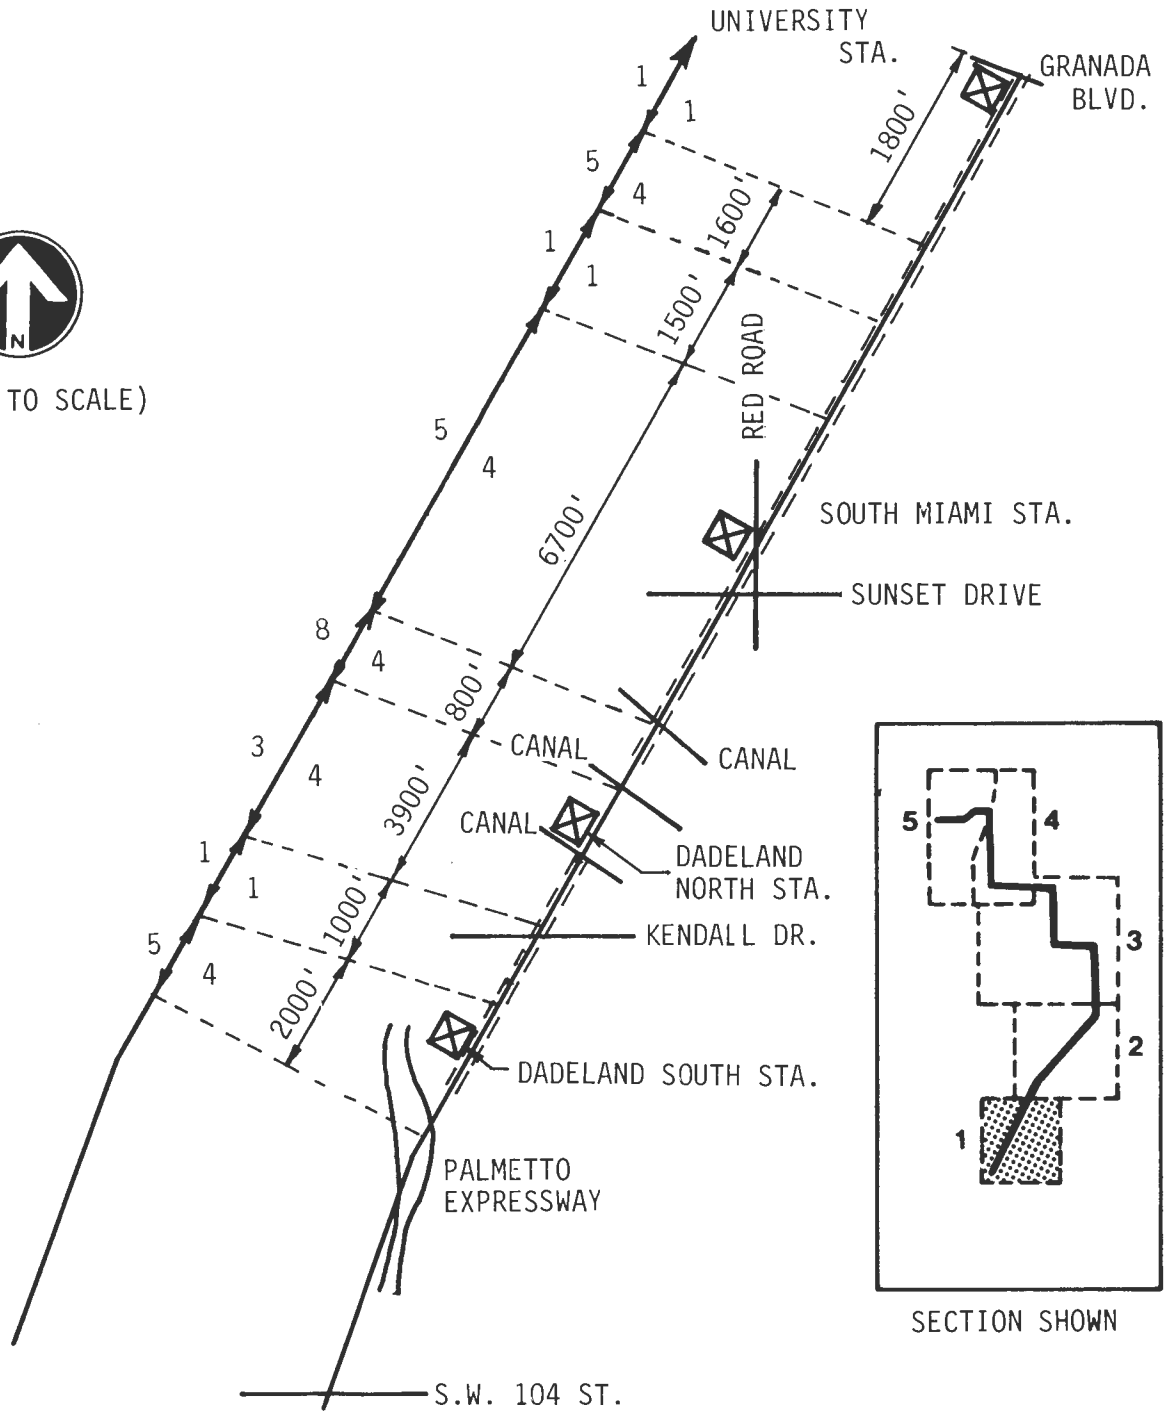 UNIVERSITY
STA.
GRANADA
BLVD.
1
1
1800'
5
4
1600'
1
1
1500'
N
TO SCALE)
RED ROAD
5
4
6700'
SOUTH MIAMI STA.
SUNSET DRIVE
8
4
800'
CANAL
CANAL
3
4
3900'
CANAL
DADELAND
NORTH STA.
1
1
1000'
KENDALL DR.
5
4
2000'
DADELAND SOUTH STA.
PALMETTO
EXPRESSWAY
S.W. 104 ST.
5
4
3
2
1
SECTION SHOWN